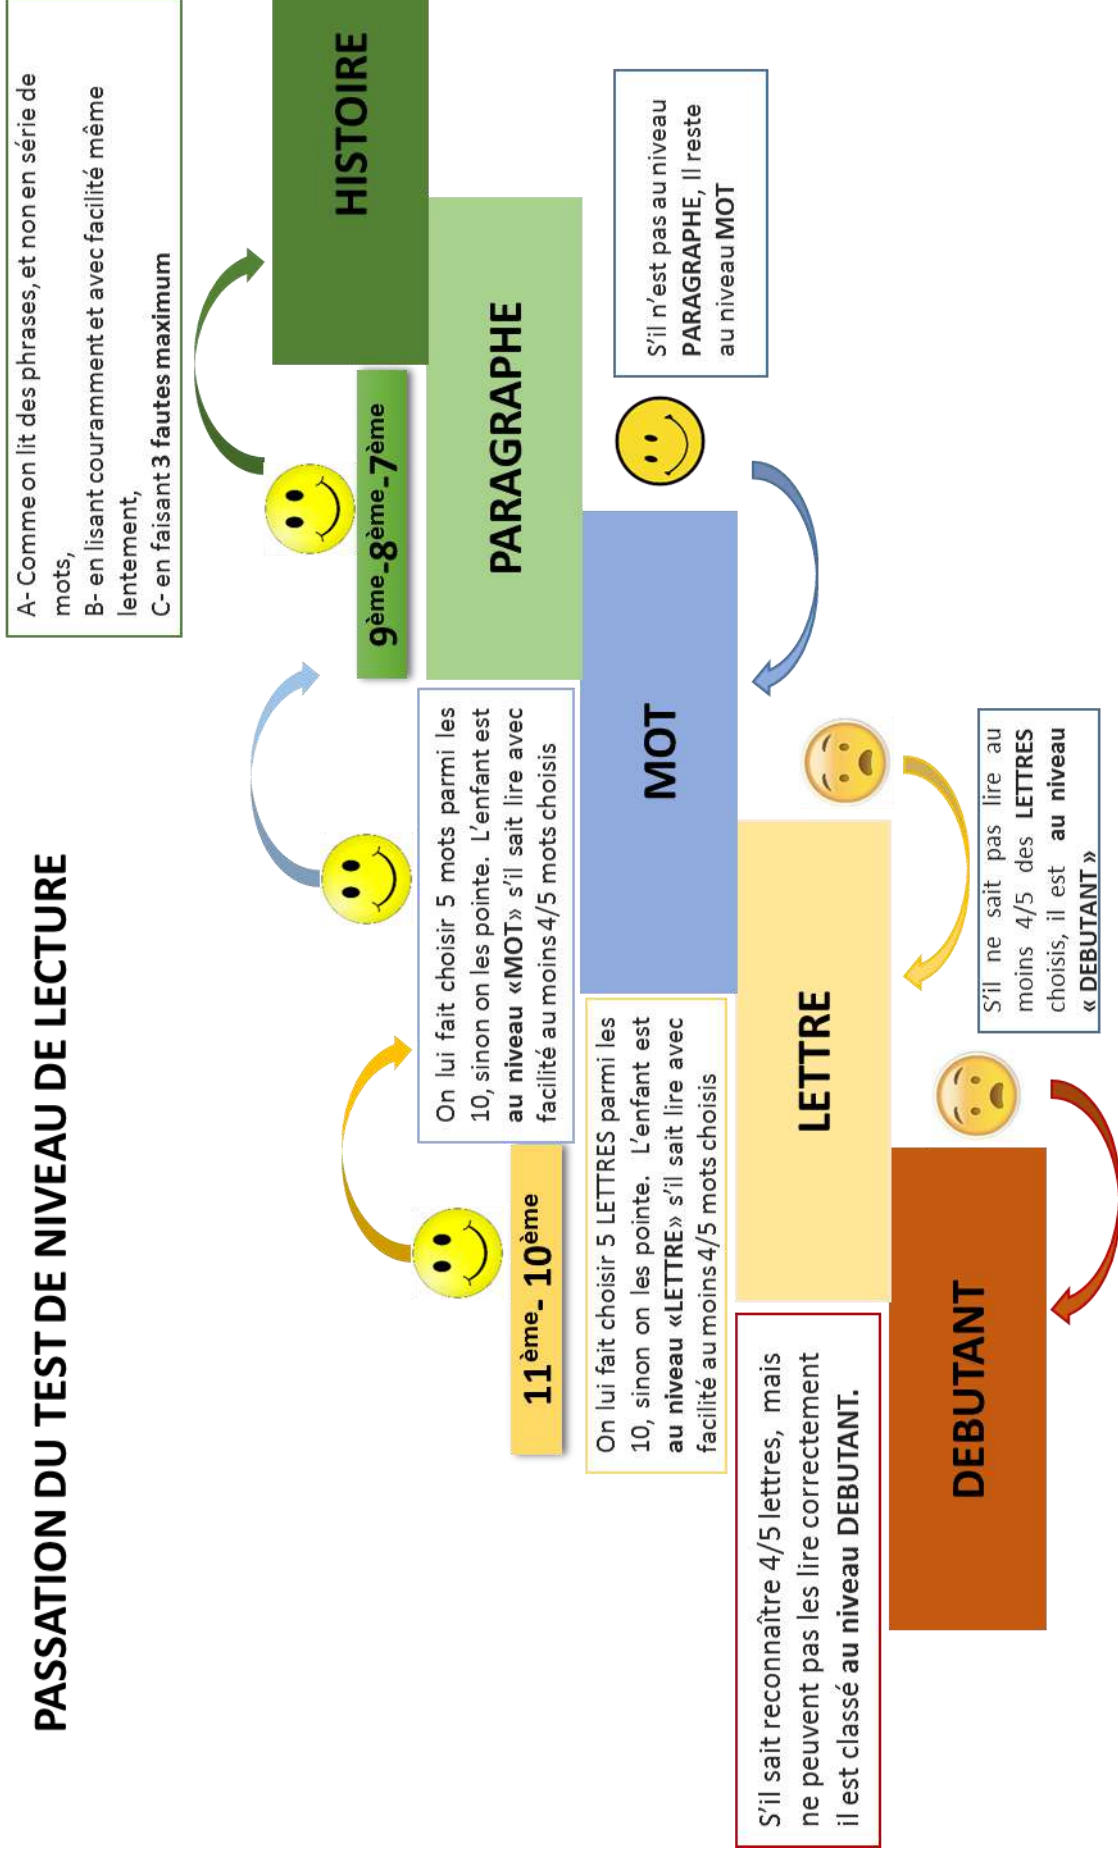 PASSATION DU TEST DE NIVEAU DE LECTURE
A- Comme on lit des phrases, et non en série de
mots,
B- en lisant couramment et avec facilité même
lentement,
C- en faisant 3 fautes maximum
HISTOIRE
9ème-8ème-7ème
PARAGRAPHE
On lui fait choisir 5 mots parmi les
10, sinon on les pointe. L’enfant est
au niveau «MOT» s’il sait lire avec
facilité au moins 4/5 mots choisis
MOT
S’il n’est pas au niveau
PARAGRAPHE, Il reste
au niveau MOT
11ème- 10ème
On lui fait choisir 5 LETTRES parmi les
10, sinon on les pointe. L’enfant est
au niveau «LETTRE» s’il sait lire avec
facilité au moins 4/5 mots choisis
LETTRE
S’il ne sait pas lire au
moins 4/5 des LETTRES
choisis, il est au niveau
« DEBUTANT »
S’il sait reconnaître 4/5 lettres, mais
ne peuvent pas les lire correctement
il est classé au niveau DEBUTANT.
DEBUTANT